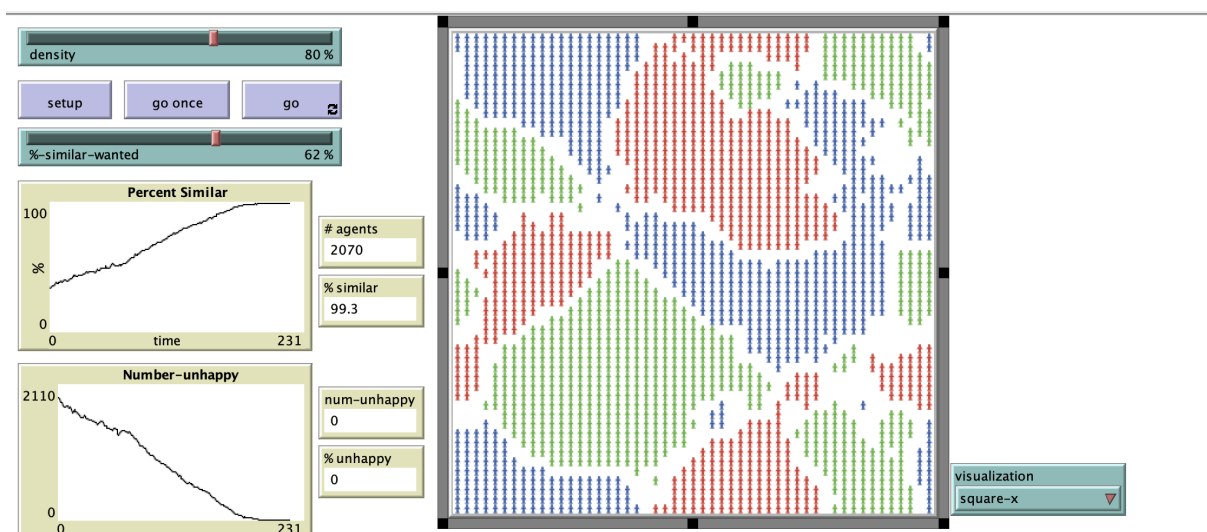 density
80 %
setup
go once
go
%-similar-wanted
62 %
Percent Similar
100
%
0
0
time
231
# agents
2070
% similar
99.3
Number-unhappy
2110
0
0
231
num-unhappy
0
% unhappy
0
visualization
square-x